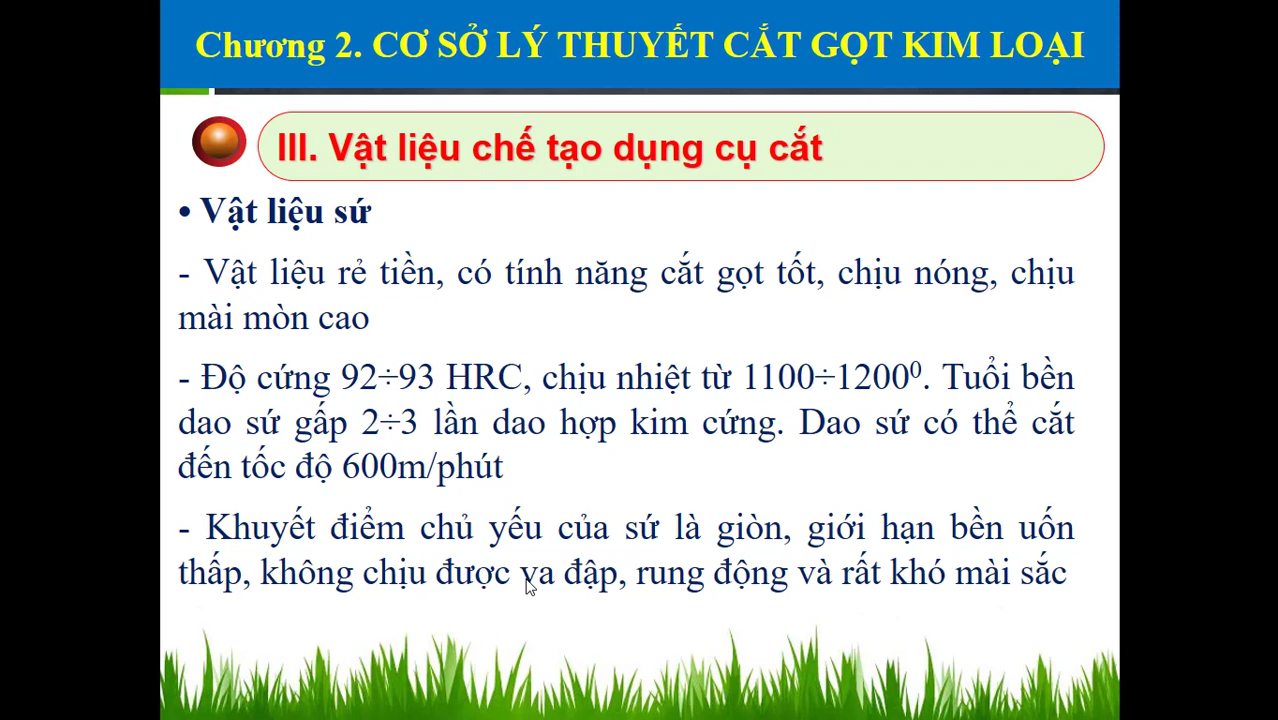 Chương 2. CƠ SỞ LÝ THUYẾT CẮT GỌT KIM LOẠI
III. Vật liệu chế tạo dụng cụ cắt
• Vật liệu sứ
- Vật liệu rẻ tiền, có tính năng cắt gọt tốt, chịu nóng, chịu
mài mòn cao
- Độ cứng 92÷93 HRC, chịu nhiệt từ 1100÷1200⁰. Tuổi bền
dao sứ gấp 2÷3 lần dao hợp kim cứng. Dao sứ có thể cắt
đến tốc độ 600m/phút
- Khuyết điểm chủ yếu của sứ là giòn, giới hạn bền uốn
thấp, không chịu được va đập, rung động và rất khó mài sắc